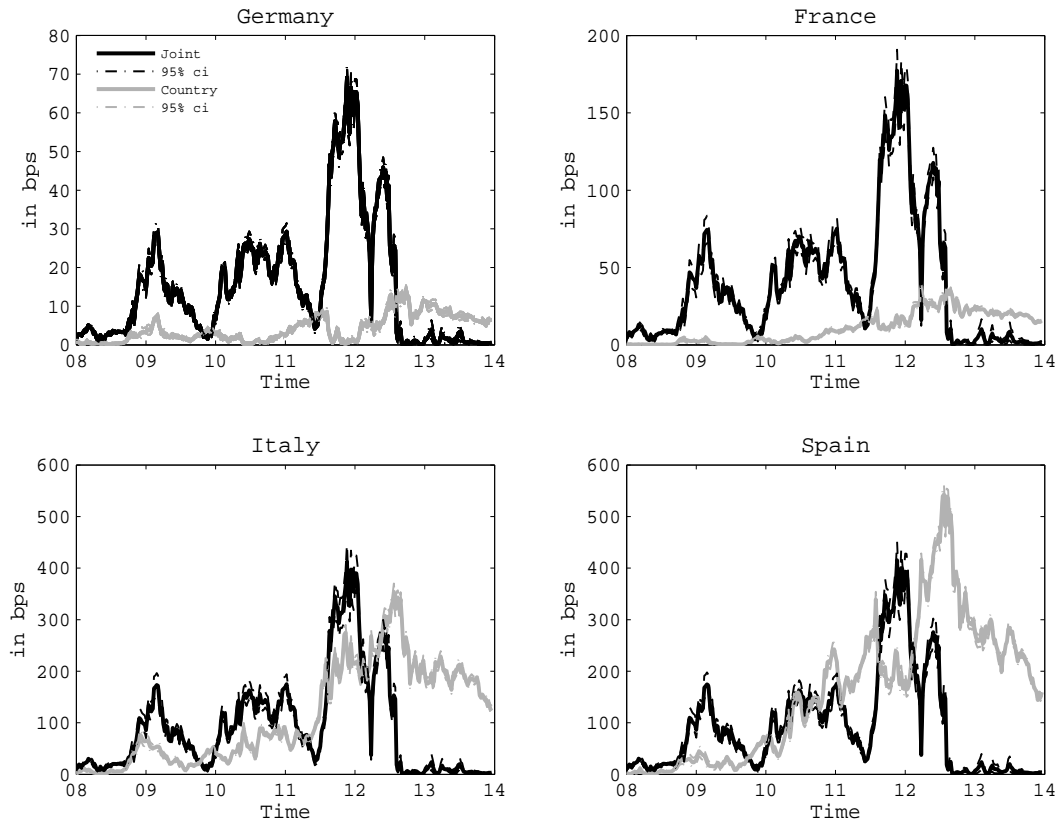 Germany
80
70
60
50
40
30
20
10
0
in bps
Joint
95% ci
Country
95% ci
08 09 10 11 12 13 14
Time
France
200
150
100
50
0
in bps
08 09 10 11 12 13 14
Time
Italy
600
500
400
300
200
100
0
in bps
08 09 10 11 12 13 14
Time
Spain
600
500
400
300
200
100
0
in bps
08 09 10 11 12 13 14
Time